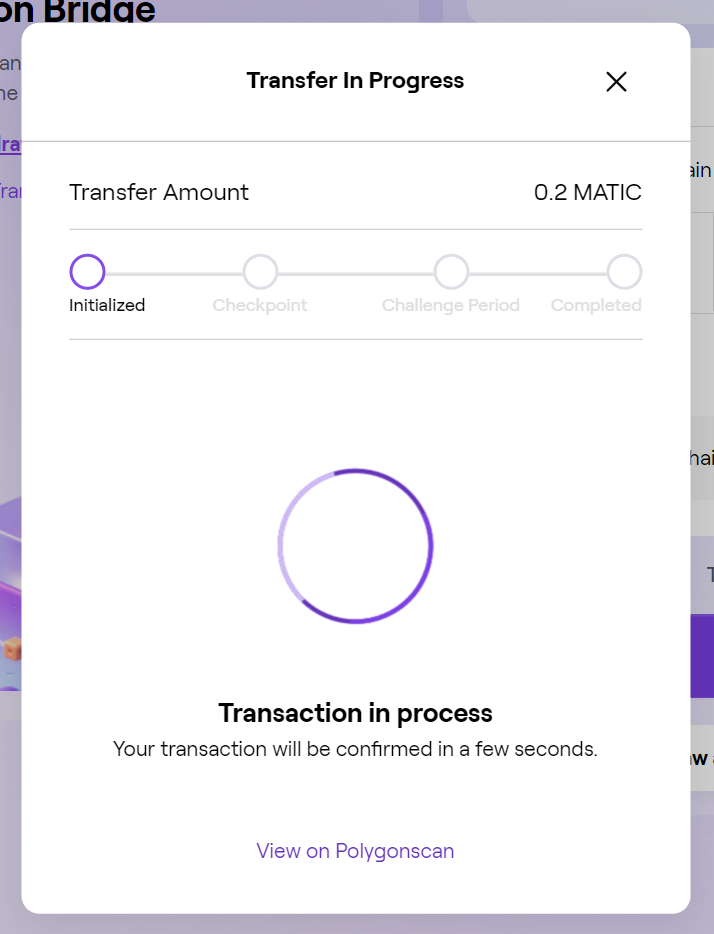 on Bridge
Transfer In Progress
Transfer Amount
0.2 MATIC
Initialized
Checkpoint
Challenge Period
Completed
Transaction in process
Your transaction will be confirmed in a few seconds.
View on Polygonscan